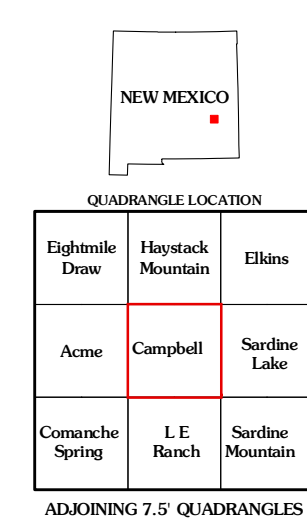 NEW MEXICO
QUADRANGLE LOCATION
Eightmile
Draw
Haystack
Mountain
Elkins
Acme
Campbell
Sardine
Lake
Comanche
Spring
L E
Ranch
Sardine
Mountain
ADJOINING 7.5' QUADRANGLES